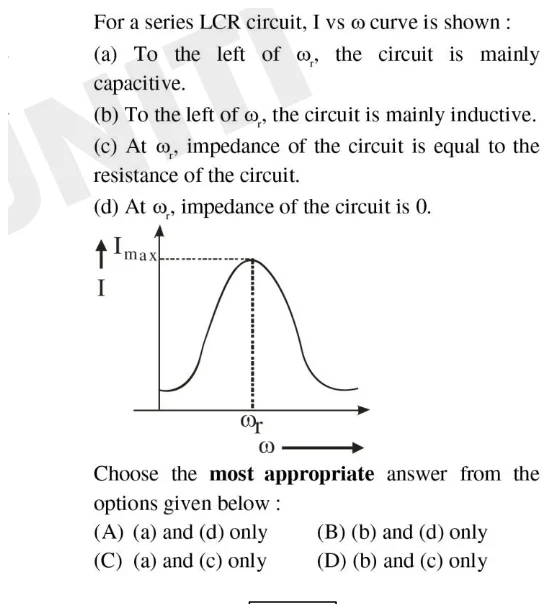 For a series LCR circuit, I vs ω curve is shown :
(a) To the left of ωr, the circuit is mainly
capacitive.
(b) To the left of ωr, the circuit is mainly inductive.
(c) At ωr, impedance of the circuit is equal to the
resistance of the circuit.
(d) At ωr, impedance of the circuit is 0.
Imax
I
ωr
ω
Choose the most appropriate answer from the
options given below :
(A) (a) and (d) only (B) (b) and (d) only
(C) (a) and (c) only (D) (b) and (c) only